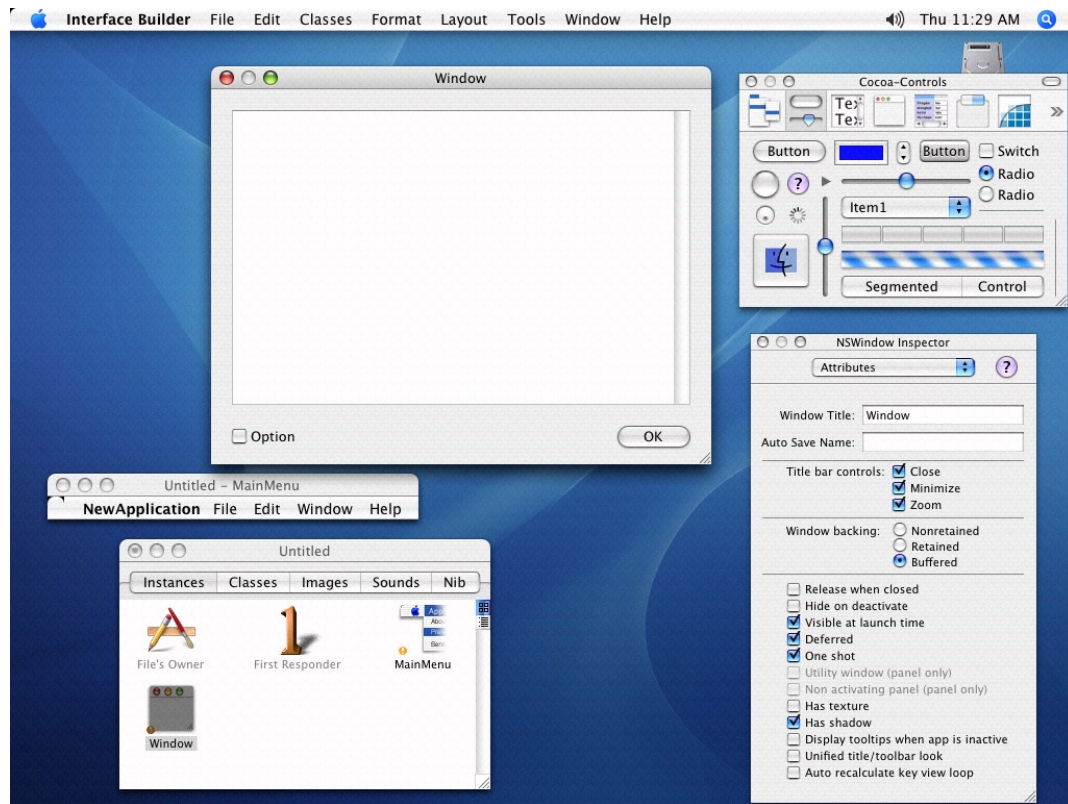 Interface Builder File Edit Classes Format Layout Tools Window Help Thu 11:29 AM
Window
Option
OK
Cocoa-Controls
Tex
Tex
Button
Button
Switch
?
Radio
Radio
Item1
Segmented Control
NSWindow Inspector
Attributes
?
Window Title: Window
Auto Save Name:
Title bar controls: Close
Minimize
Zoom
Window backing: Nonretained
Retained
Buffered
Release when closed
Hide on deactivate
Visible at launch time
Deferred
One shot
Utility window (panel only)
Non activating panel (panel only)
Has texture
Has shadow
Display tooltips when app is inactive
Unified title/toolbar look
Auto recalculate key view loop
Untitled – MainMenu
NewApplication File Edit Window Help
Untitled
Instances Classes Images Sounds Nib
1
File's Owner
First Responder
MainMenu
Window